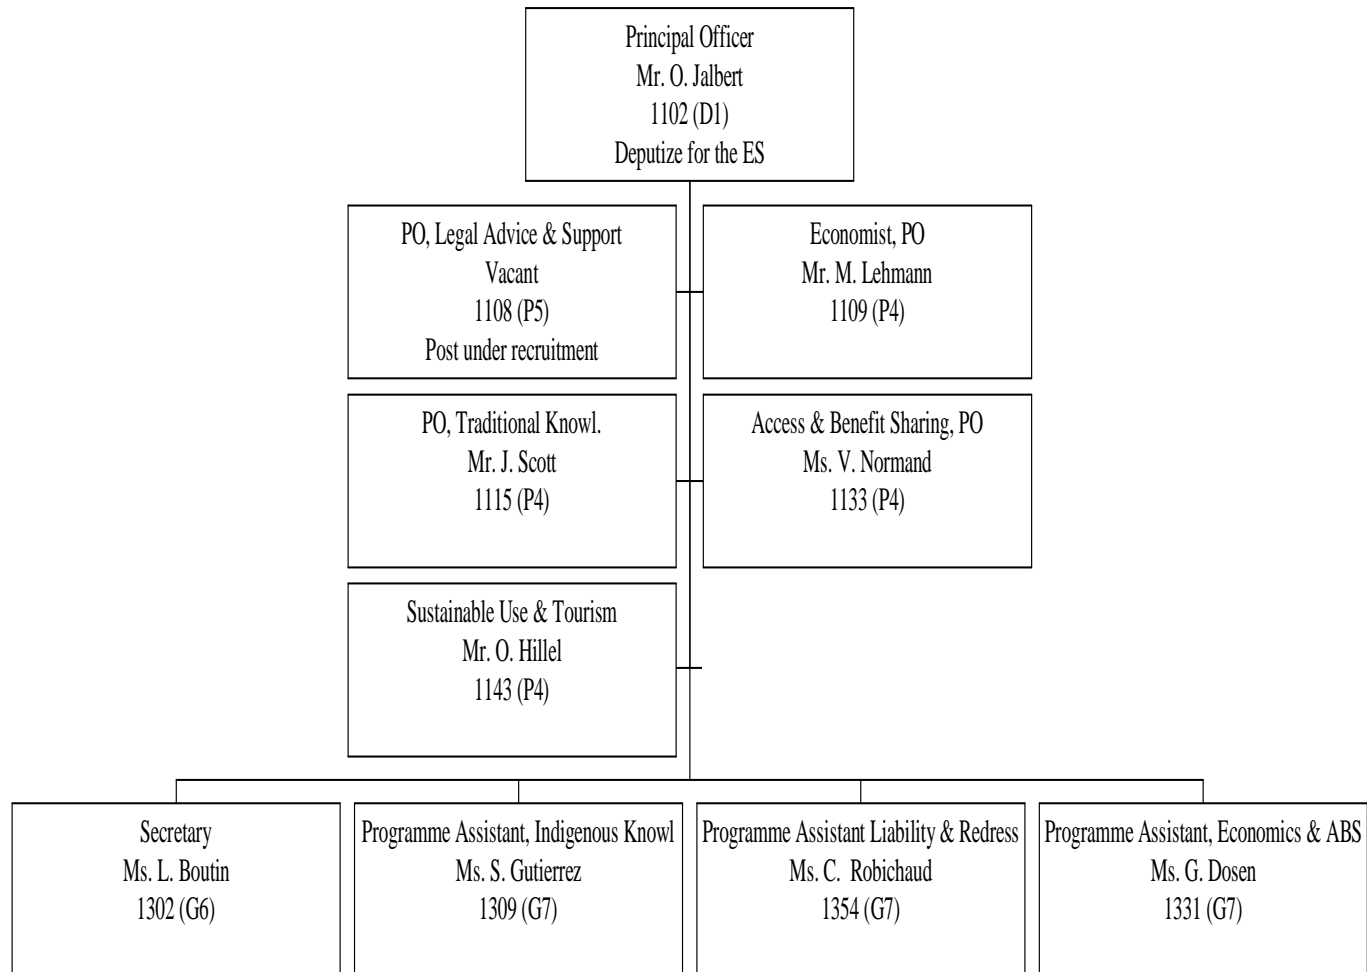 Principal Officer
Mr. O. Jalbert
1102 (D1)
Deputize for the ES
PO, Legal Advice & Support
Vacant
1108 (P5)
Post under recruitment
Economist, PO
Mr. M. Lehmann
1109 (P4)
PO, Traditional Knowl.
Mr. J. Scott
1115 (P4)
Access & Benefit Sharing, PO
Ms. V. Normand
1133 (P4)
Sustainable Use & Tourism
Mr. O. Hillel
1143 (P4)
Secretary
Ms. L. Boutin
1302 (G6)
Programme Assistant, Indigenous Knowl
Ms. S. Gutierrez
1309 (G7)
Programme Assistant Liability & Redress
Ms. C. Robichaud
1354 (G7)
Programme Assistant, Economics & ABS
Ms. G. Dosen
1331 (G7)